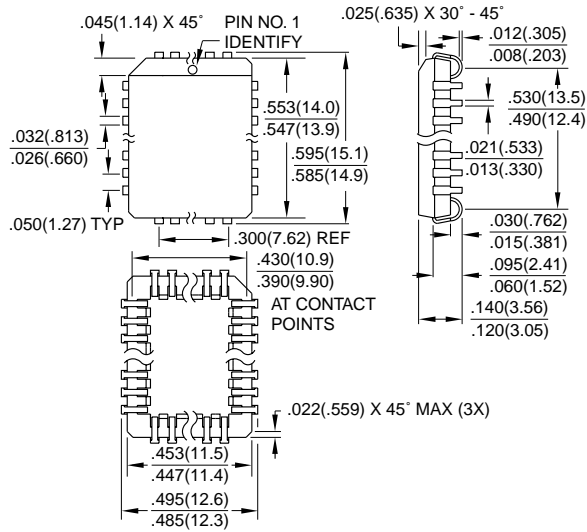 .045(1.14) X 45°
PIN NO. 1
IDENTIFY
.025(.635) X 30° - 45°
.012(.305)
.008(.203)
.553(14.0)
.547(13.9)
.595(15.1)
.585(14.9)
.032(.813)
.026(.660)
.050(1.27) TYP
.530(13.5)
.490(12.4)
.021(.533)
.013(.330)
.300(7.62) REF
.430(10.9)
.390(9.90)
AT CONTACT
POINTS
.030(.762)
.015(.381)
.095(2.41)
.060(1.52)
.140(3.56)
.120(3.05)
.022(.559) X 45° MAX (3X)
.453(11.5)
.447(11.4)
.495(12.6)
.485(12.3)